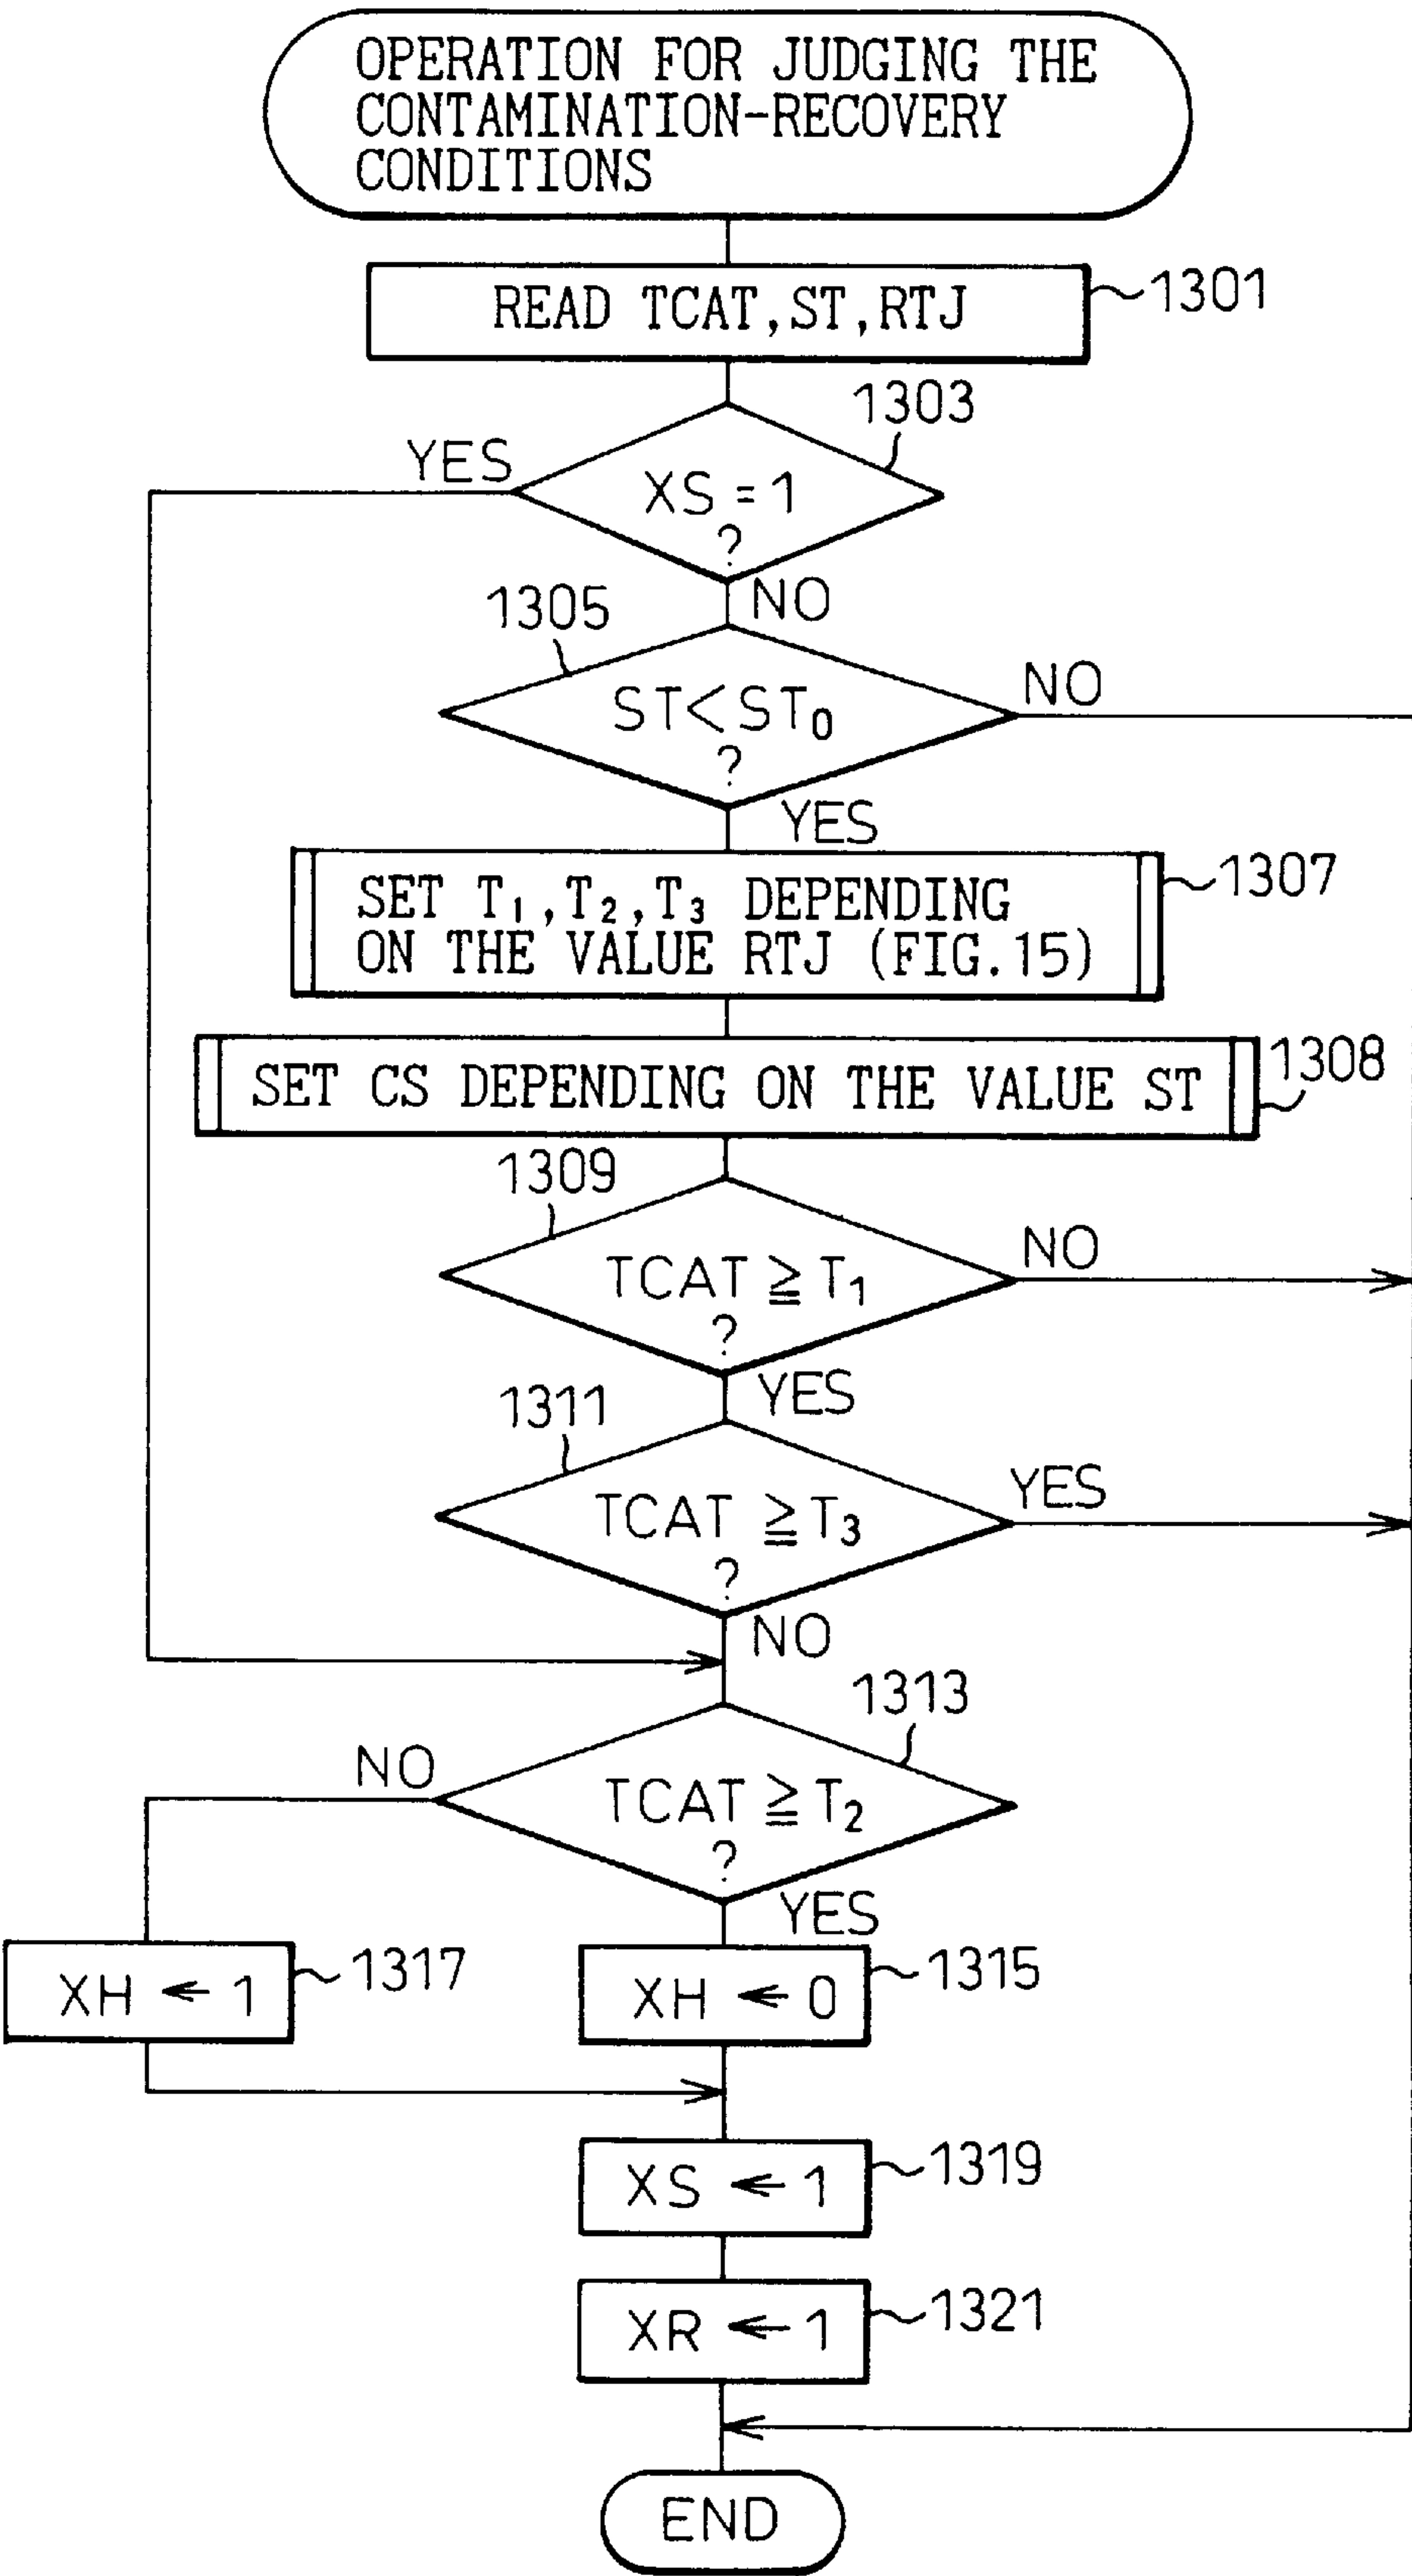 OPERATION FOR JUDGING THE
CONTAMINATION-RECOVERY
CONDITIONS
READ TCAT,ST,RTJ
1301
1303
YES
XS = 1
?
NO
1305
ST<ST₀
?
NO
YES
SET T₁,T₂,T₃ DEPENDING
ON THE VALUE RTJ (FIG.15)
1307
SET CS DEPENDING ON THE VALUE ST
1308
1309
TCAT ≧ T₁
?
NO
YES
1311
TCAT ≧ T₃
?
YES
NO
1313
NO
TCAT ≧ T₂
?
YES
XH ← 1
1317
XH ← 0
1315
XS ← 1
1319
XR ← 1
1321
END